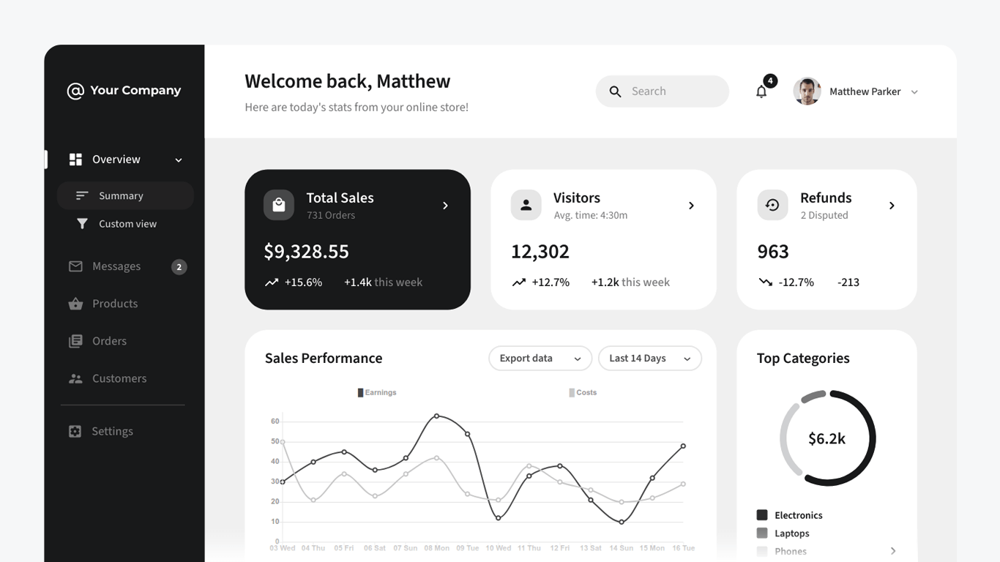 @ Your Company
Overview
Summary
Custom view
Messages 2
Products
Orders
Customers
Settings
Welcome back, Matthew
Here are today's stats from your online store!
Search
4
Matthew Parker
Total Sales
731 Orders
$9,328.55
+15.6% +1.4k this week
Visitors
Avg. time: 4:30m
12,302
+12.7% +1.2k this week
Refunds
2 Disputed
963
-12.7% -213
Sales Performance
Export data
Last 14 Days
Earnings Costs
60
50
40
30
20
10
0
03 Wed 04 Thu 05 Fri 06 Sat 07 Sun 08 Mon 09 Tue 10 Wed 11 Thu 12 Fri 13 Sat 14 Sun 15 Mon 16 Tue
Top Categories
$6.2k
Electronics
Laptops
Phones